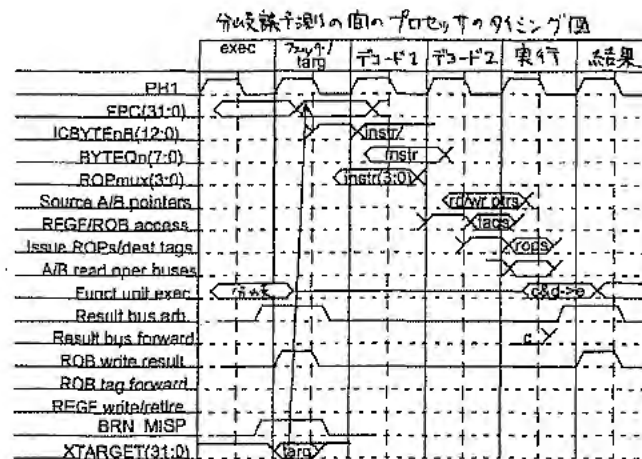 分岐誤予測の間のプロセッサのタイミング図
exec フェッチ/targ デコード1 デコード2 実行 結果
PH1
FPC(31:0)
ICBYTEnB(12:0) instr/
BYTEQn(7:0) instr
ROPmux(3:0) instr(3:0)
Source A/B pointers rd/wr ptrs
REGF/ROB access tags
Issue ROPs/dest tags rops
A/B read oper buses
Funct unit exec 分岐 c&d->e
Result bus arb.
Result bus forward c
ROB write result
ROB tag forward
REGF write/retire
BRN_MISP
XTARGET(31:0) targ